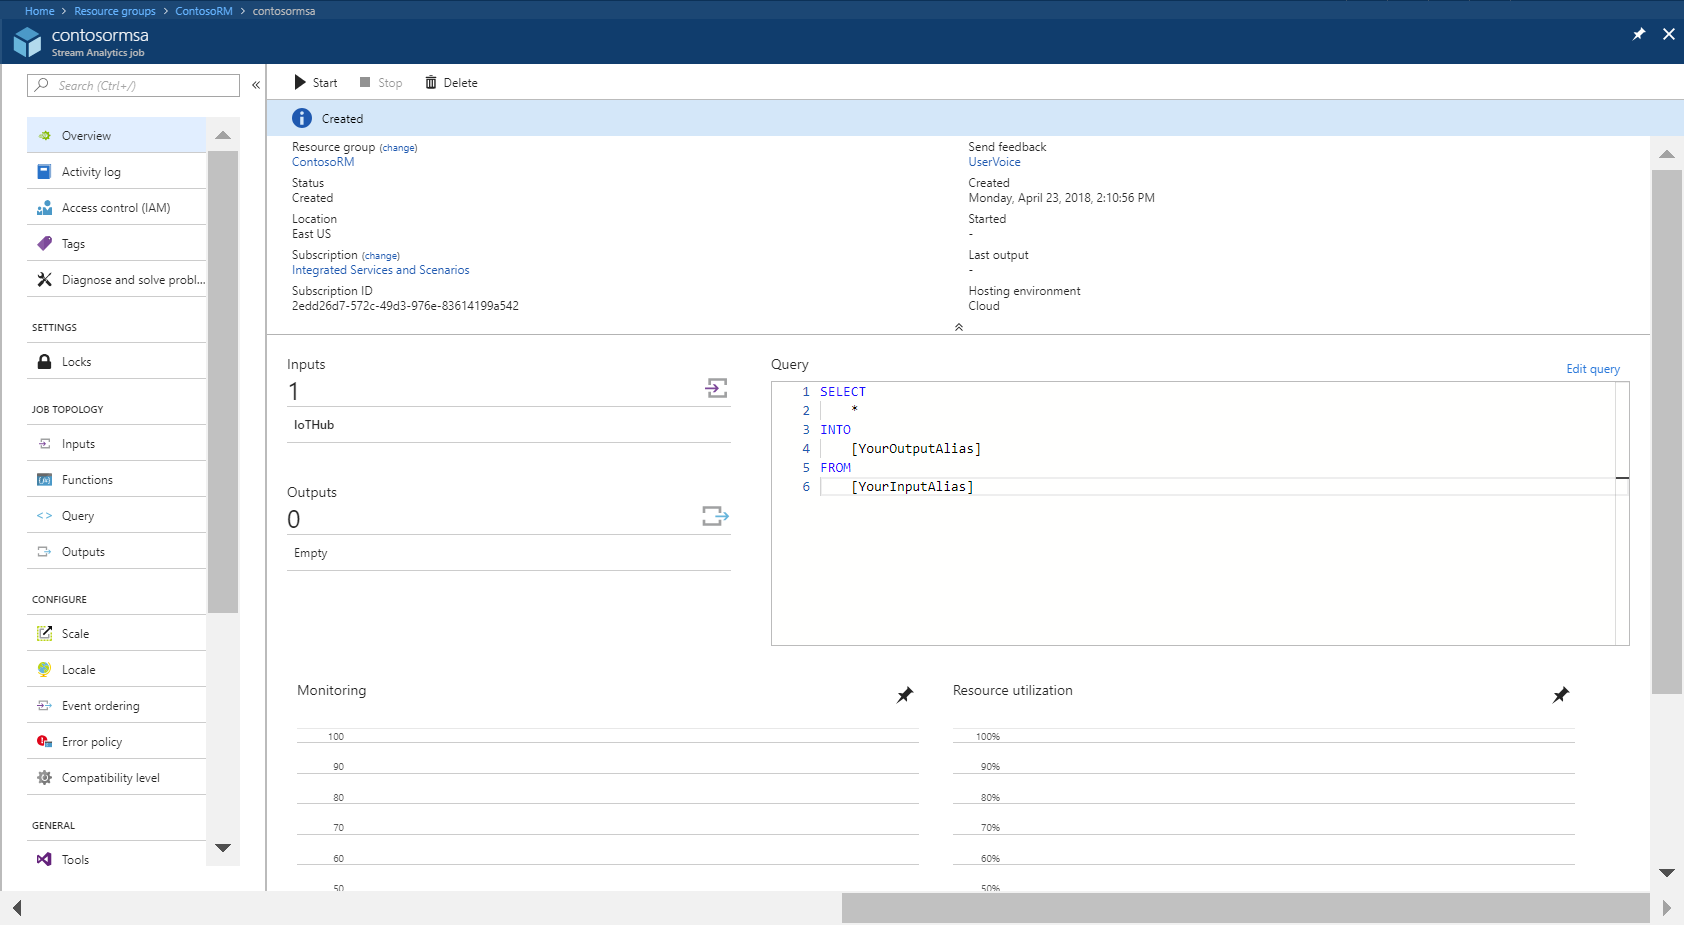 Home > Resource groups > ContosoRM > contosormsa
contosormsa
Stream Analytics job
Search (Ctrl+/)
«
Start
Stop
Delete
Created
Overview
Activity log
Access control (IAM)
Tags
Diagnose and solve probl...
SETTINGS
Locks
JOB TOPOLOGY
Inputs
Functions
Query
Outputs
CONFIGURE
Scale
Locale
Event ordering
Error policy
Compatibility level
GENERAL
Tools
Resource group (change)
ContosoRM
Status
Created
Location
East US
Subscription (change)
Integrated Services and Scenarios
Subscription ID
2edd26d7-572c-49d3-976e-83614199a542
Send feedback
UserVoice
Created
Monday, April 23, 2018, 2:10:56 PM
Started
-
Last output
-
Hosting environment
Cloud
Inputs
1
IoTHub
Outputs
0
Empty
Query
Edit query
1 SELECT
2 *
3 INTO
4 [YourOutputAlias]
5 FROM
6 [YourInputAlias]
Monitoring
100
90
80
70
60
50
Resource utilization
100%
90%
80%
70%
60%
50%